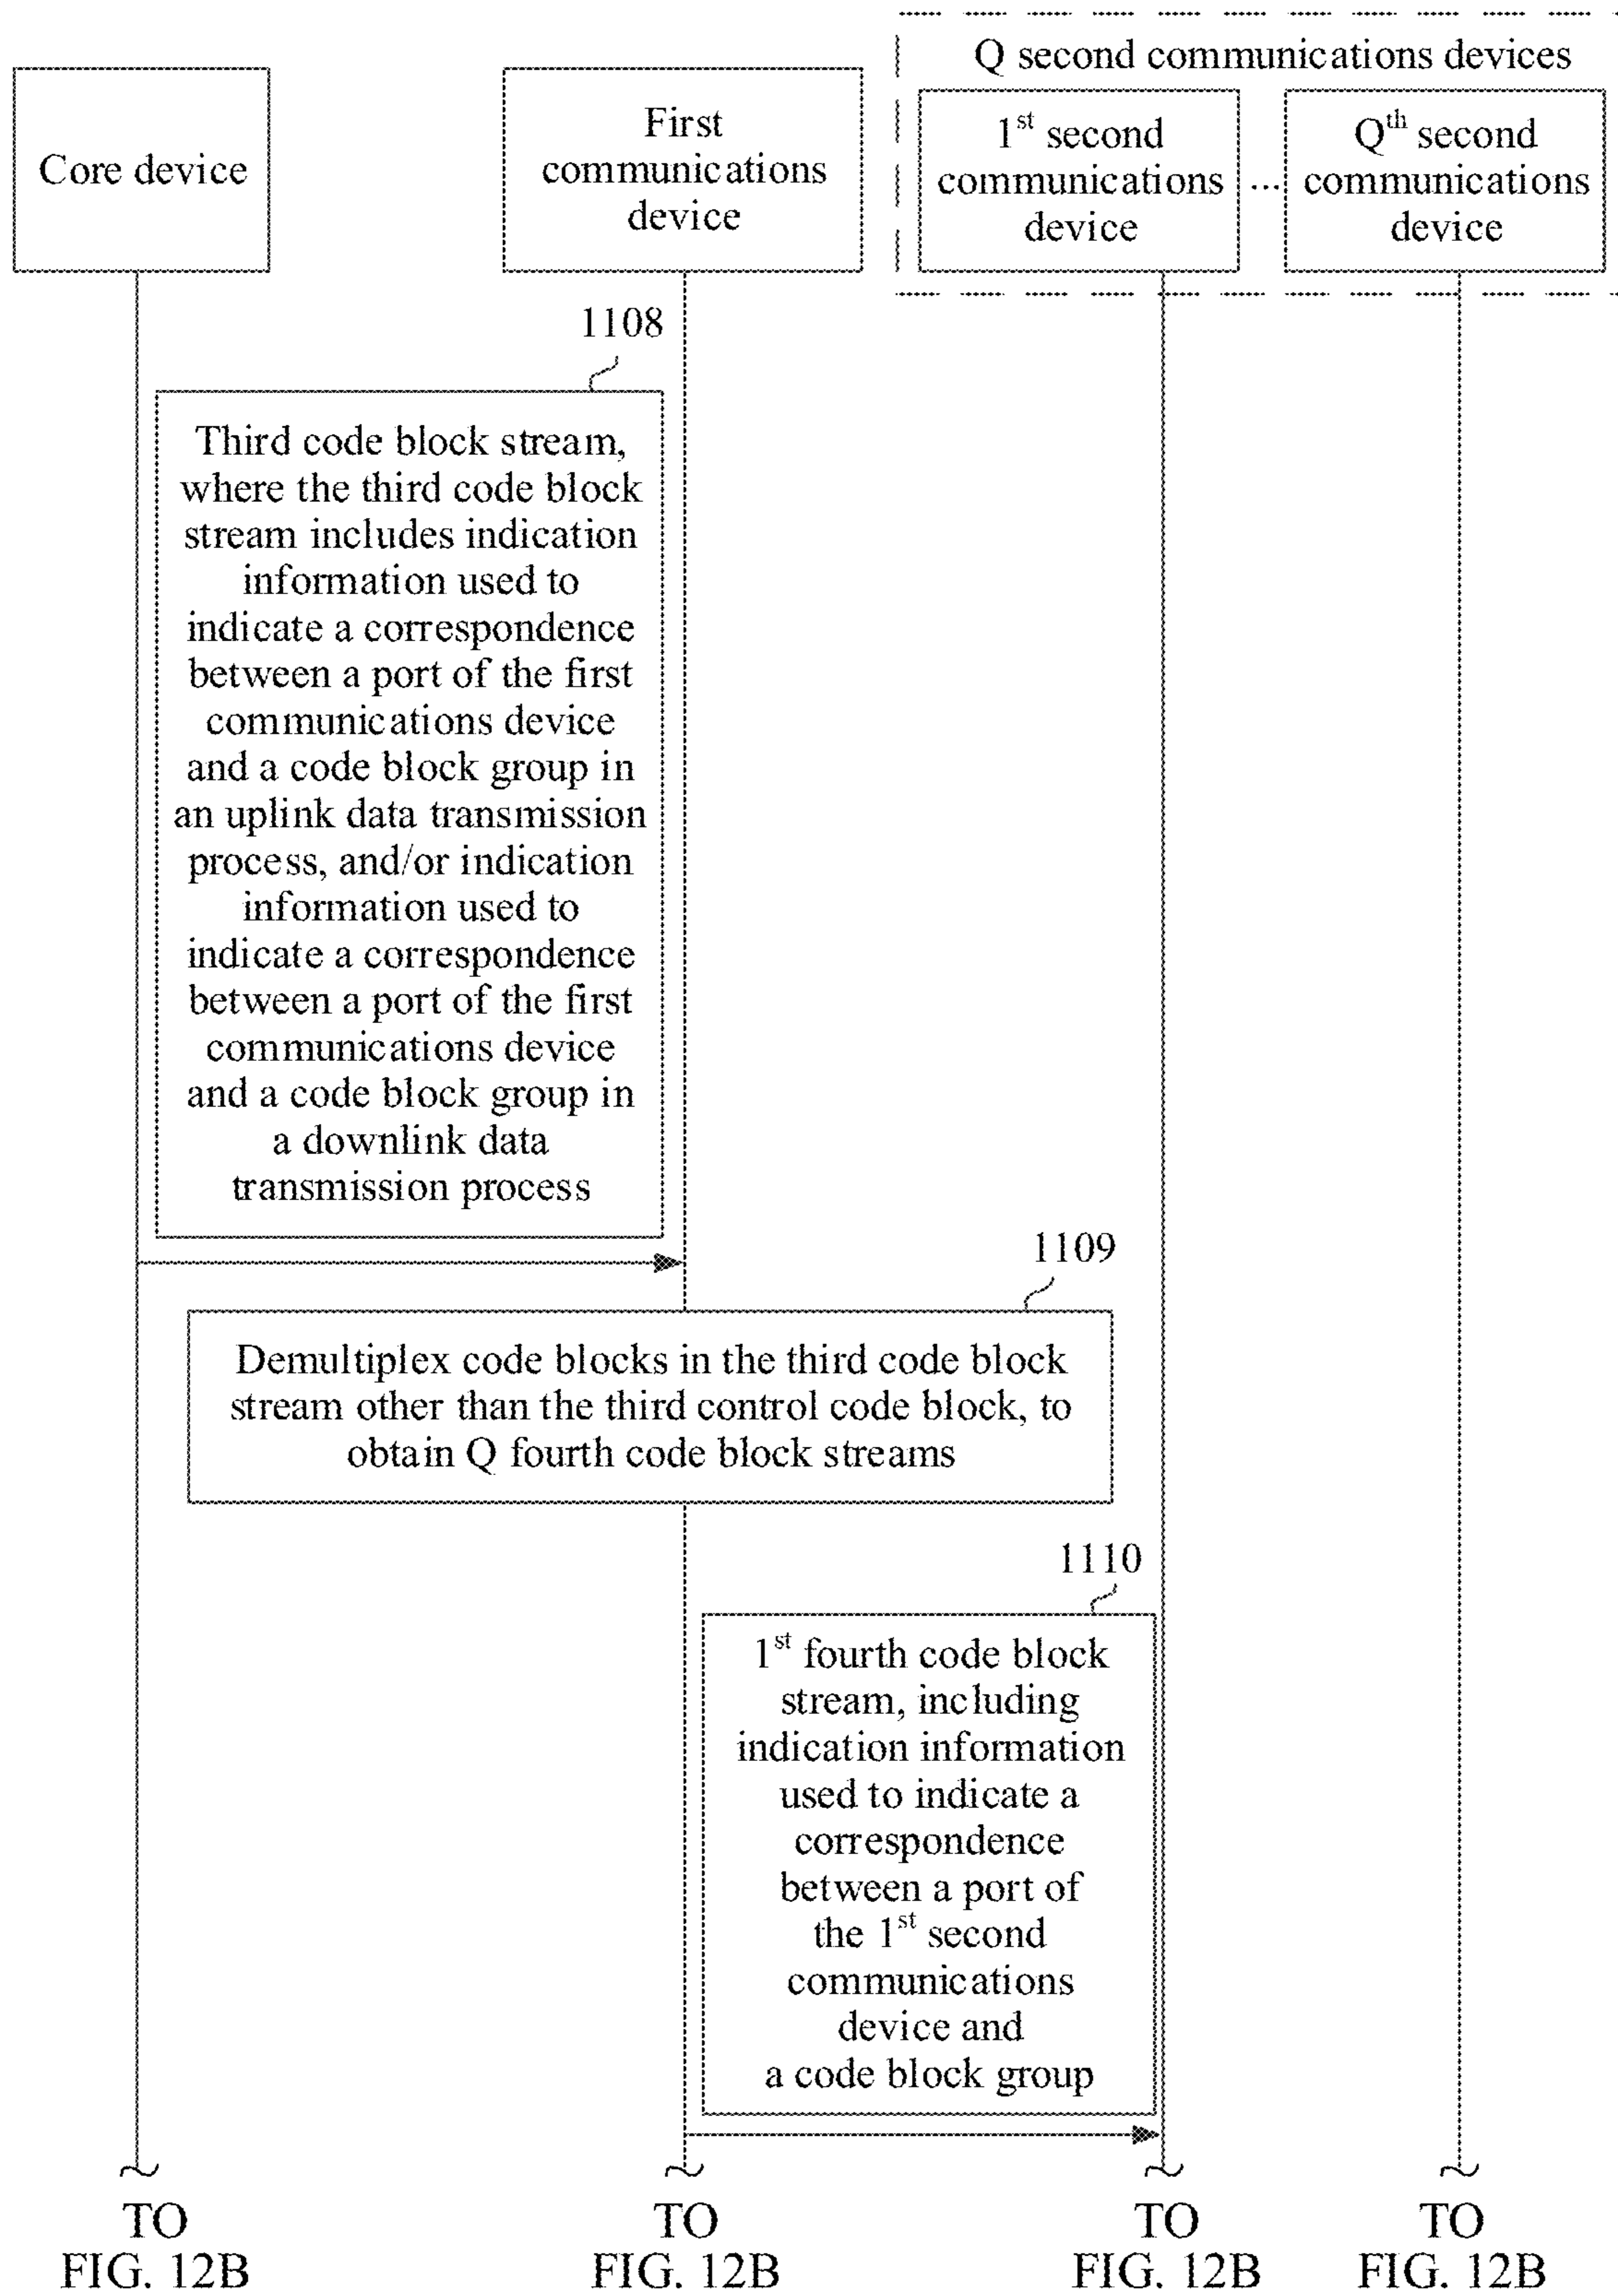 Q second communications devices
Core device
First
communications
device
1st second
communications
device
...
Qth second
communications
device
1108
Third code block stream,
where the third code block
stream includes indication
information used to
indicate a correspondence
between a port of the first
communications device
and a code block group in
an uplink data transmission
process, and/or indication
information used to
indicate a correspondence
between a port of the first
communications device
and a code block group in
a downlink data
transmission process
1109
Demultiplex code blocks in the third code block
stream other than the third control code block, to
obtain Q fourth code block streams
1110
1st fourth code block
stream, including
indication information
used to indicate a
correspondence
between a port of
the 1st second
communications
device and
a code block group
TO
FIG. 12B
TO
FIG. 12B
TO
FIG. 12B
TO
FIG. 12B